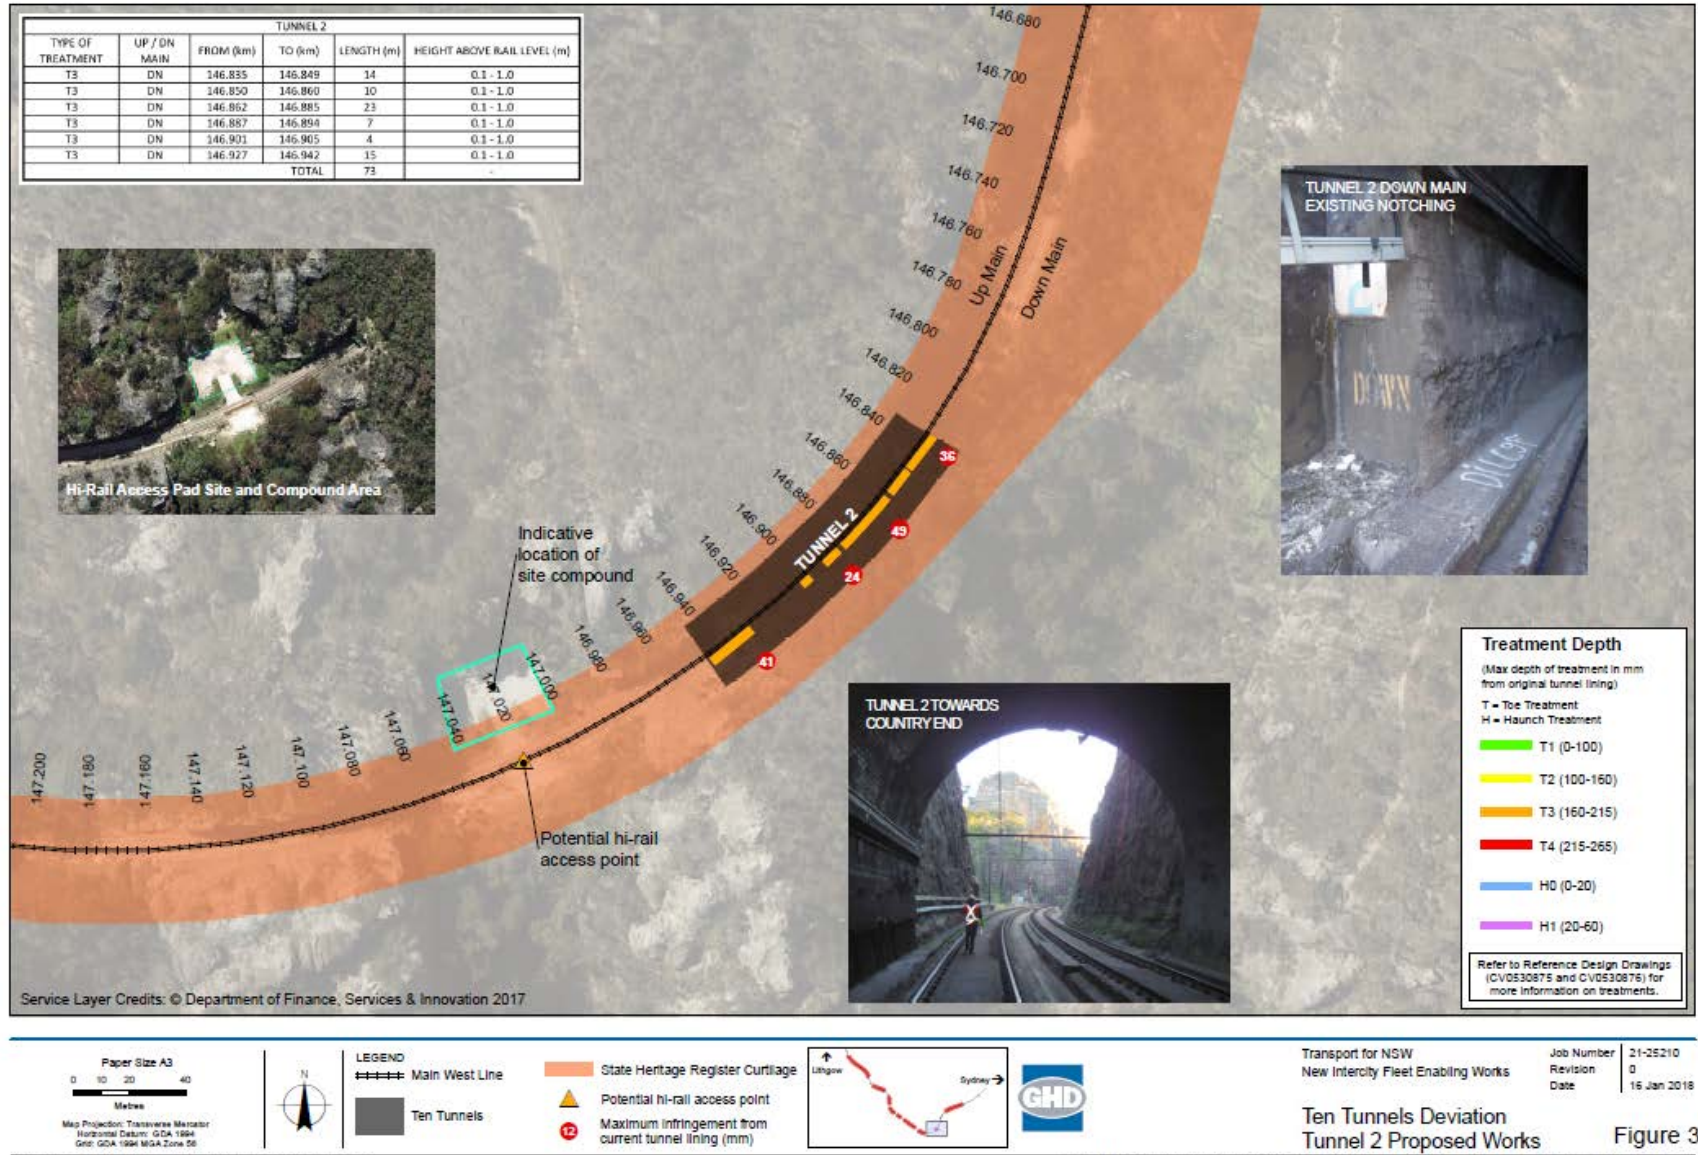 TUNNEL 2
TYPE OF TREATMENT UP / DN MAIN FROM (km) TO (km) LENGTH (m) HEIGHT ABOVE RAIL LEVEL (m)
T3 DN 146.835 146.849 14 0.1 - 1.0
T3 DN 146.850 146.860 10 0.1 - 1.0
T3 DN 146.862 146.885 23 0.1 - 1.0
T3 DN 146.887 146.894 7 0.1 - 1.0
T3 DN 146.901 146.905 4 0.1 - 1.0
T3 DN 146.927 146.942 15 0.1 - 1.0
TOTAL 73 -
146.680
146.700
146.720
146.740
146.760
146.780
146.800
146.820
146.840
146.860
146.880
146.900
146.920
146.940
146.960
146.980
147.000
147.020
147.040
147.060
147.080
147.100
147.120
147.140
147.160
147.180
147.200
Up Main
Down Main
TUNNEL 2
36
49
24
41
Hi-Rail Access Pad Site and Compound Area
Indicative
location of
site compound
Potential hi-rail
access point
TUNNEL 2 DOWN MAIN
EXISTING NOTCHING
DOWN
TUNNEL 2 TOWARDS
COUNTRY END
Treatment Depth
(Max depth of treatment in mm
from original tunnel lining)
T = Toe Treatment
H = Haunch Treatment
T1 (0-100)
T2 (100-160)
T3 (160-215)
T4 (215-265)
H0 (0-20)
H1 (20-60)
Refer to Reference Design Drawings
(CV0530875 and CV0530876) for
more information on treatments.
Service Layer Credits: © Department of Finance, Services & Innovation 2017
Paper Size A3
0 10 20 40
Metres
Map Projection: Transverse Mercator
Horizontal Datum: GDA 1994
Grid: GDA 1994 MGA Zone 56
N
LEGEND
Main West Line
Ten Tunnels
State Heritage Register Curtilage
Potential hi-rail access point
12
Maximum infringement from
current tunnel lining (mm)
Lithgow
Sydney
GHD
Transport for NSW
New Intercity Fleet Enabling Works
Job Number 21-25210
Revision 0
Date 16 Jan 2018
Ten Tunnels Deviation
Tunnel 2 Proposed Works
Figure 3